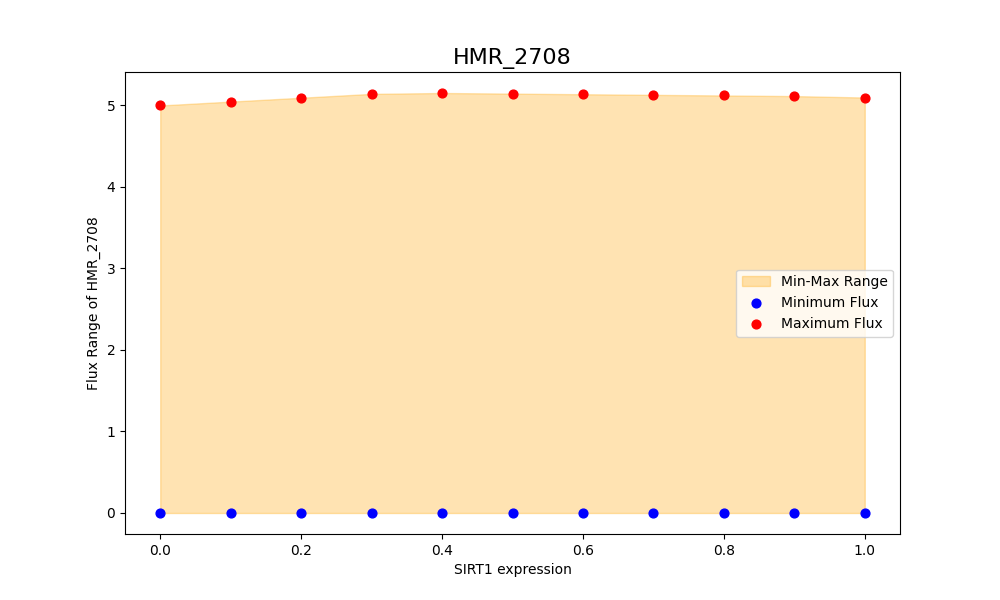 HMR_2708
Flux Range of HMR_2708
5
4
3
2
1
0
Min-Max Range
Minimum Flux
Maximum Flux
0.0 0.2 0.4 0.6 0.8 1.0
SIRT1 expression